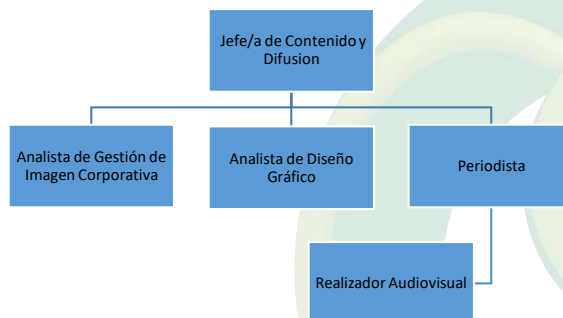 Jefe/a de Contenido y
Difusion
Analista de Gestión de
Imagen Corporativa
Analista de Diseño
Gráfico
Periodista
Realizador Audiovisual